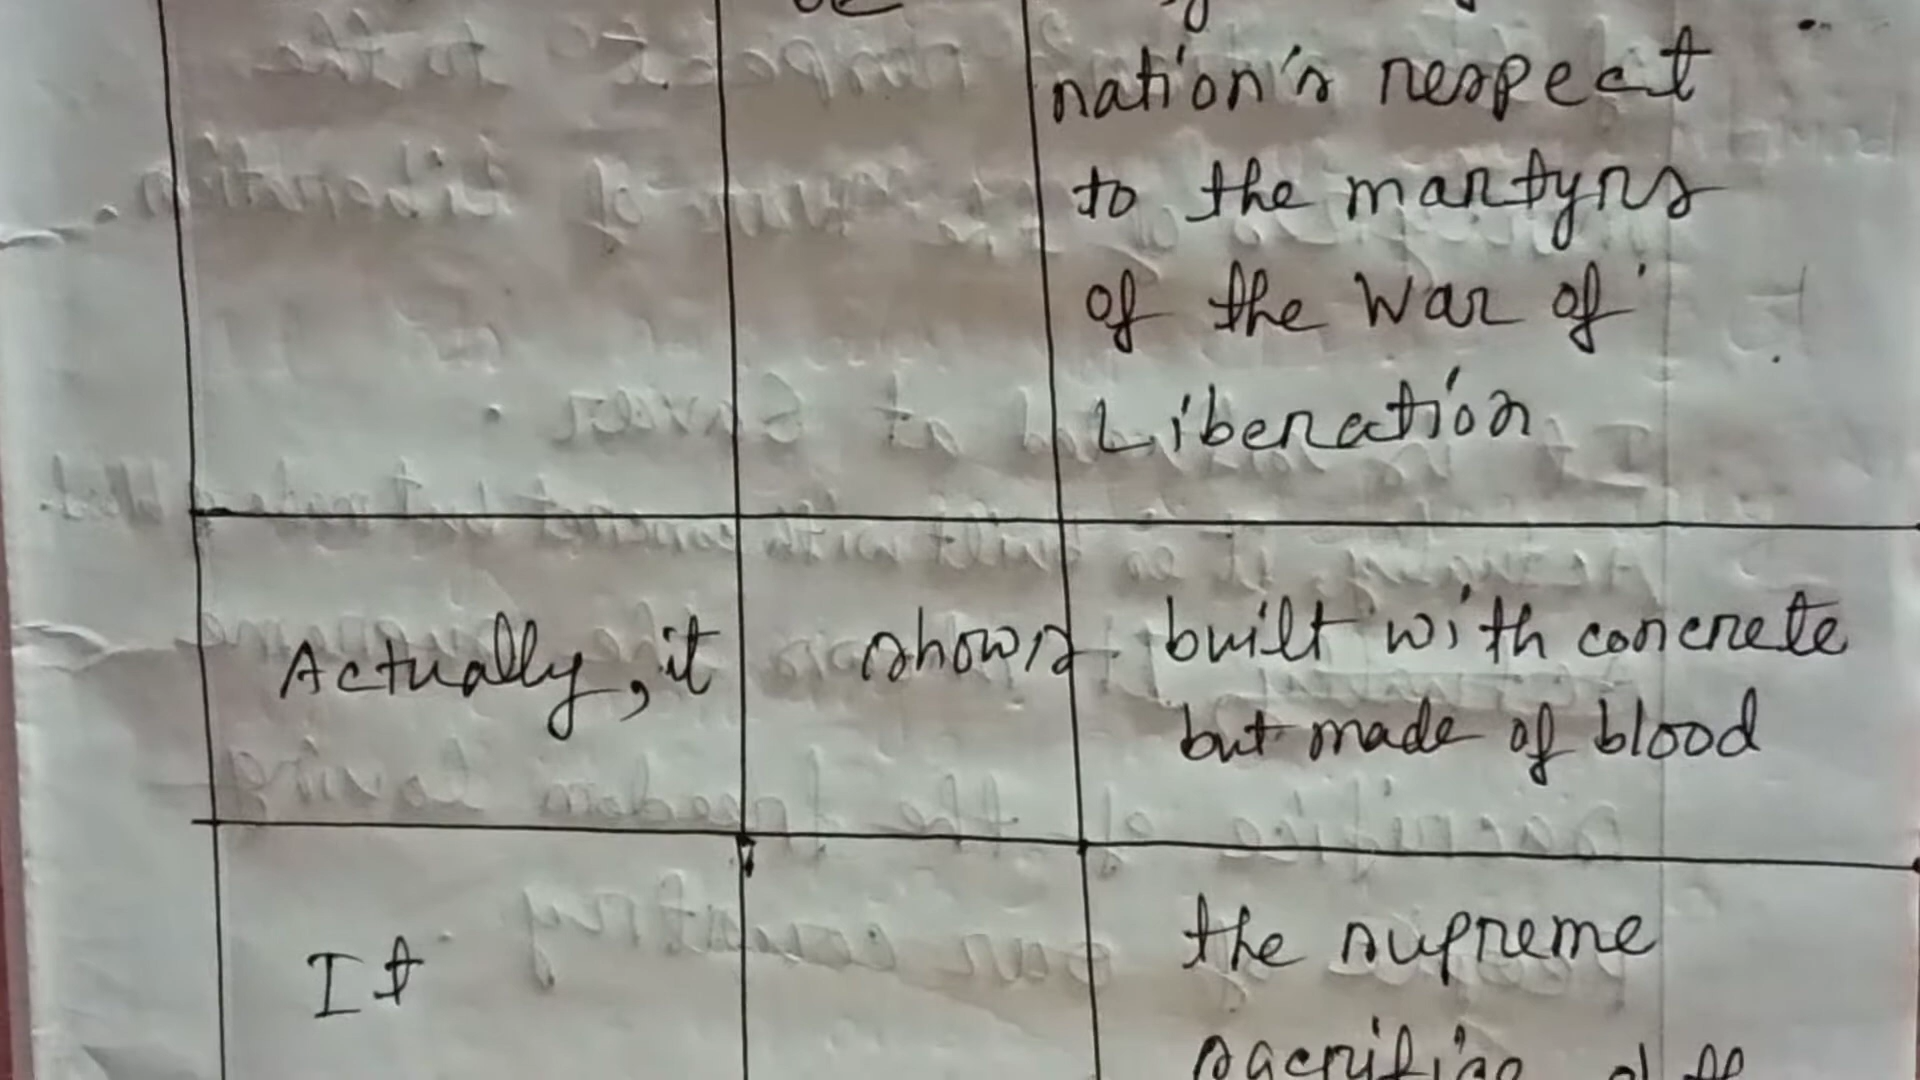 nation's respect
to the martyrs
of the War of
Liberation
Actually, it shows built with concrete
but made of blood
It the supreme